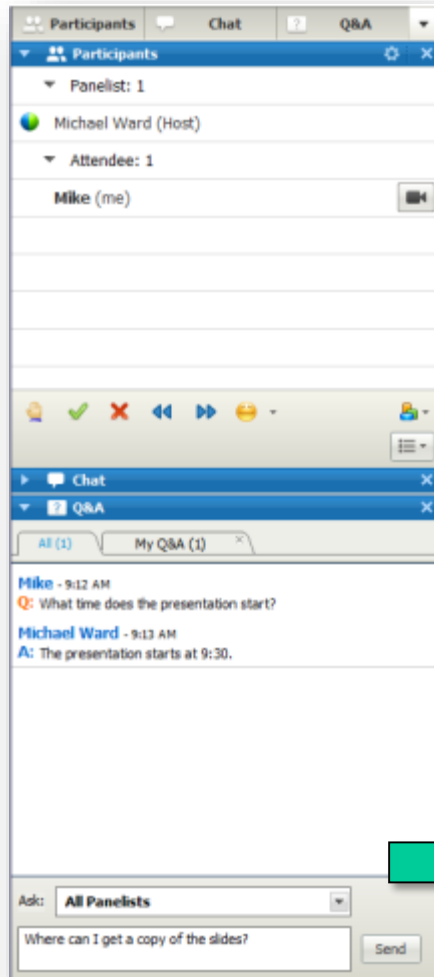 Participants Chat ? Q&A
Participants
Panelist: 1
Michael Ward (Host)
Attendee: 1
Mike (me)
Chat
? Q&A
All (1) My Q&A (1)
Mike - 9:12 AM
Q: What time does the presentation start?
Michael Ward - 9:13 AM
A: The presentation starts at 9:30.
Ask: All Panelists
Where can I get a copy of the slides?
Send